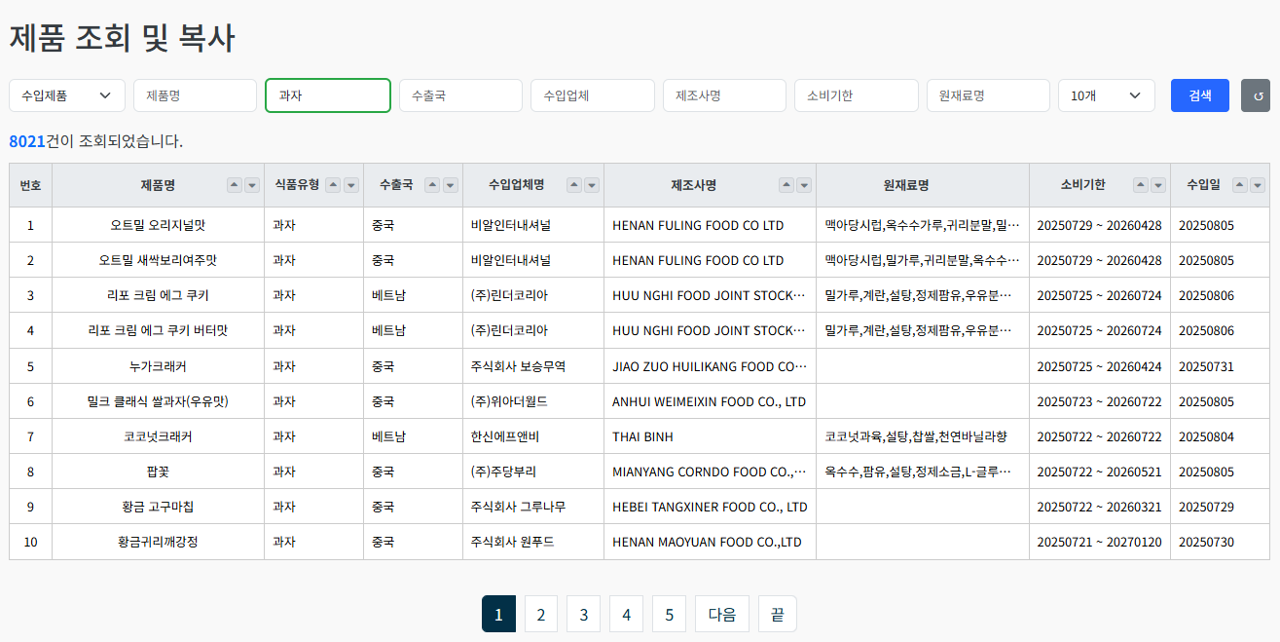 제품 조회 및 복사
수입제품 제품명 과자 수출국 수입업체 제조사명 소비기한 원재료명 10개 검색 ↺
8021건이 조회되었습니다.
번호 제품명 식품유형 수출국 수입업체명 제조사명 원재료명 소비기한 수입일
1 오트밀 오리지널맛 과자 중국 비알인터내셔널 HENAN FULING FOOD CO LTD 맥아당시럽,옥수수가루,귀리분말,밀… 20250729 ~ 20260428 20250805
2 오트밀 새싹보리여주맛 과자 중국 비알인터내셔널 HENAN FULING FOOD CO LTD 맥아당시럽,밀가루,귀리분말,옥수수… 20250729 ~ 20260428 20250805
3 리포 크림 에그 쿠키 과자 베트남 (주)린더코리아 HUU NGHI FOOD JOINT STOCK… 밀가루,계란,설탕,정제팜유,우유분… 20250725 ~ 20260724 20250806
4 리포 크림 에그 쿠키 버터맛 과자 베트남 (주)린더코리아 HUU NGHI FOOD JOINT STOCK… 밀가루,계란,설탕,정제팜유,우유분… 20250725 ~ 20260724 20250806
5 누가크래커 과자 중국 주식회사 보승무역 JIAO ZUO HUILIKANG FOOD CO… 20250725 ~ 20260424 20250731
6 밀크 클래식 쌀과자(우유맛) 과자 중국 (주)위아더월드 ANHUI WEIMEIXIN FOOD CO., LTD 20250723 ~ 20260722 20250805
7 코코넛크래커 과자 베트남 한신에프앤비 THAI BINH 코코넛과육,설탕,찹쌀,천연바닐라향 20250722 ~ 20260722 20250804
8 팝꽃 과자 중국 (주)주당부리 MIANYANG CORNDO FOOD CO.,… 옥수수,팜유,설탕,정제소금,L-글루… 20250722 ~ 20260521 20250805
9 황금 고구마칩 과자 중국 주식회사 그루나무 HEBEI TANGXINER FOOD CO., LTD 20250722 ~ 20260321 20250729
10 황금귀리깨강정 과자 중국 주식회사 원푸드 HENAN MAOYUAN FOOD CO.,LTD 20250721 ~ 20270120 20250730
1 2 3 4 5 다음 끝